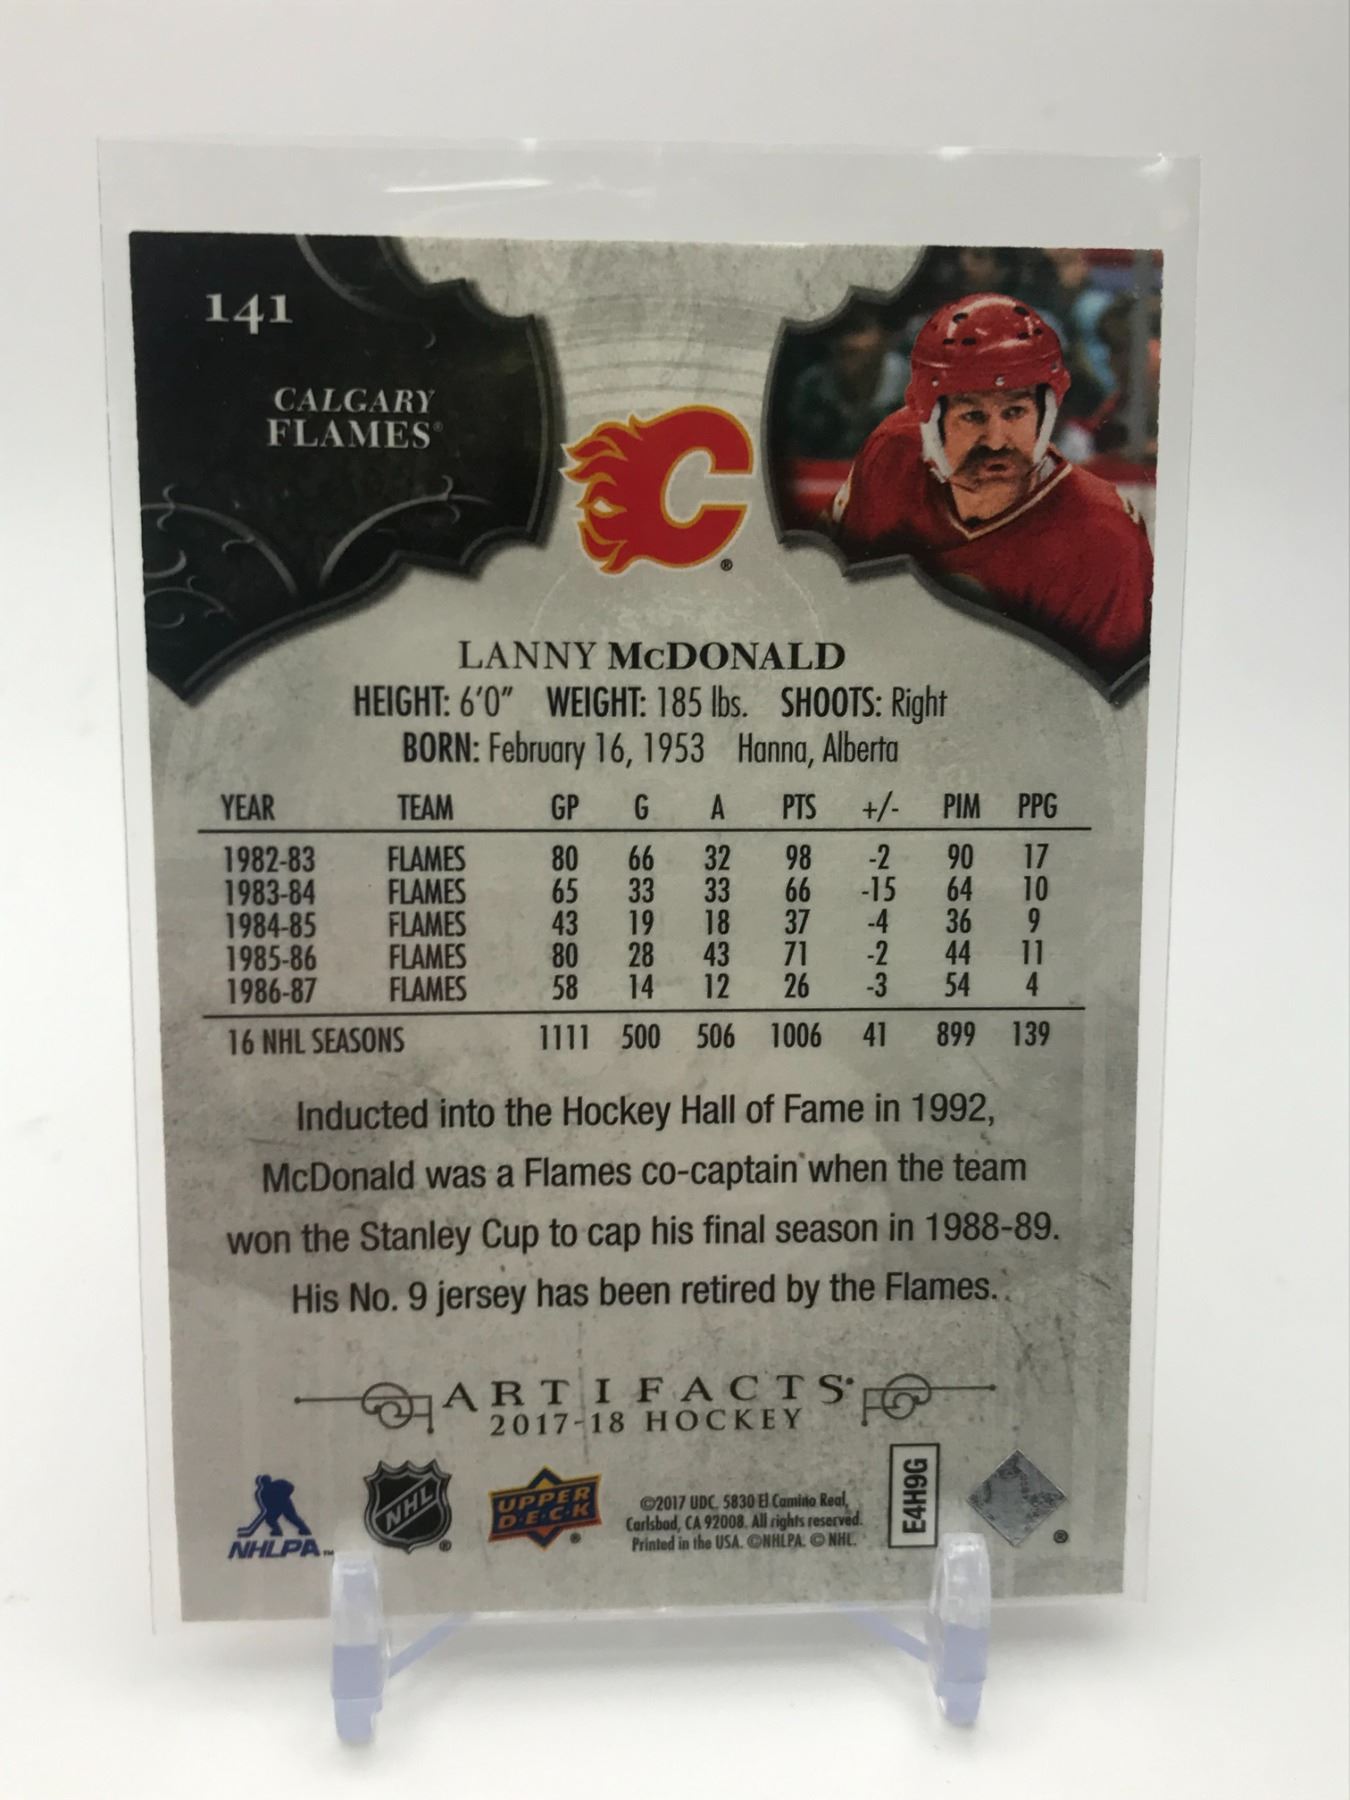 141
CALGARY
FLAMES®
C
®
LANNY McDONALD
HEIGHT: 6'0" WEIGHT: 185 lbs. SHOOTS: Right
BORN: February 16, 1953 Hanna, Alberta
YEAR TEAM GP G A PTS +/- PIM PPG
1982-83 FLAMES 80 66 32 98 -2 90 17
1983-84 FLAMES 65 33 33 66 -15 64 10
1984-85 FLAMES 43 19 18 37 -4 36 9
1985-86 FLAMES 80 28 43 71 -2 44 11
1986-87 FLAMES 58 14 12 26 -3 54 4
16 NHL SEASONS 1111 500 506 1006 41 899 139
Inducted into the Hockey Hall of Fame in 1992,
McDonald was a Flames co-captain when the team
won the Stanley Cup to cap his final season in 1988-89.
His No. 9 jersey has been retired by the Flames.
ARTIFACTS
2017-18 HOCKEY
NHLPA™
NHL ®
UPPER
D·E·C·K ®
©2017 UDC. 5830 El Camino Real,
Carlsbad, CA 92008. All rights reserved.
Printed in the USA. ©NHLPA. © NHL.
E4H9G
®